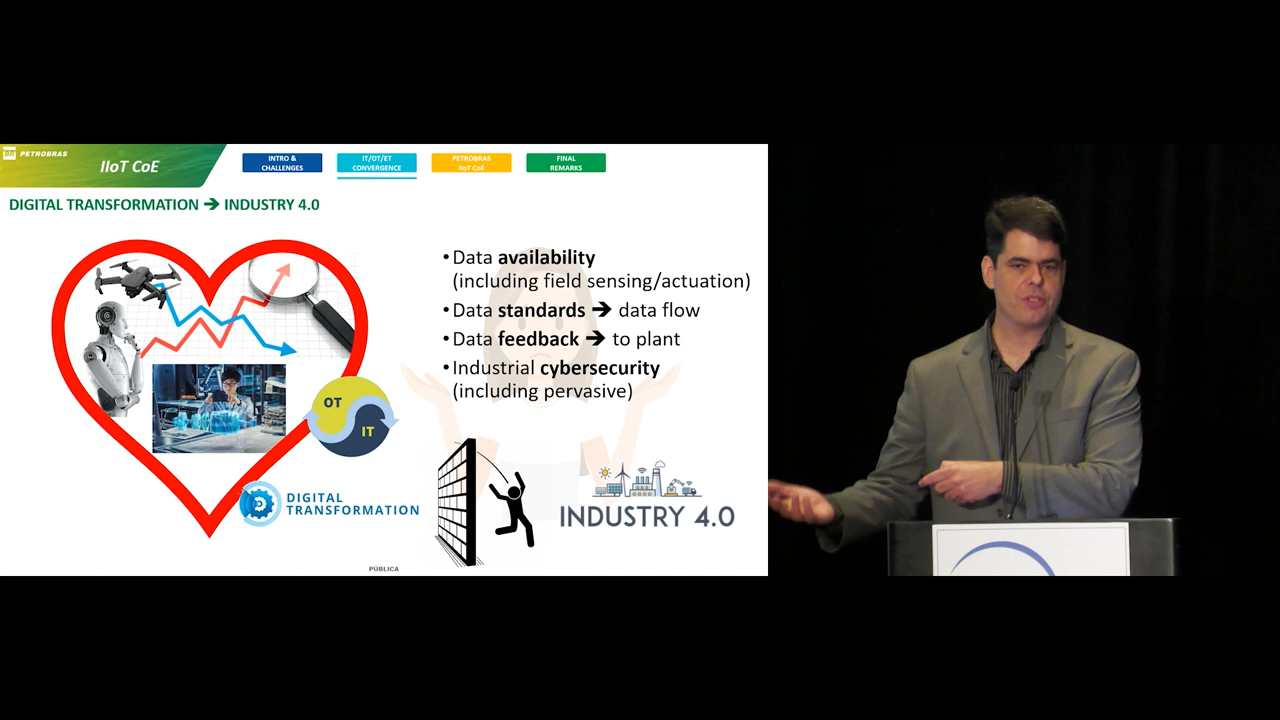 BR PETROBRAS
IIoT CoE
INTRO &
CHALLENGES
IT/OT/ET
CONVERGENCE
PETROBRAS
IIoT CoE
FINAL
REMARKS
DIGITAL TRANSFORMATION ➔ INDUSTRY 4.0
• Data availability
(including field sensing/actuation)
• Data standards ➔ data flow
• Data feedback ➔ to plant
• Industrial cybersecurity
(including pervasive)
OT
IT
DIGITAL
TRANSFORMATION
INDUSTRY 4.0
PÚBLICA